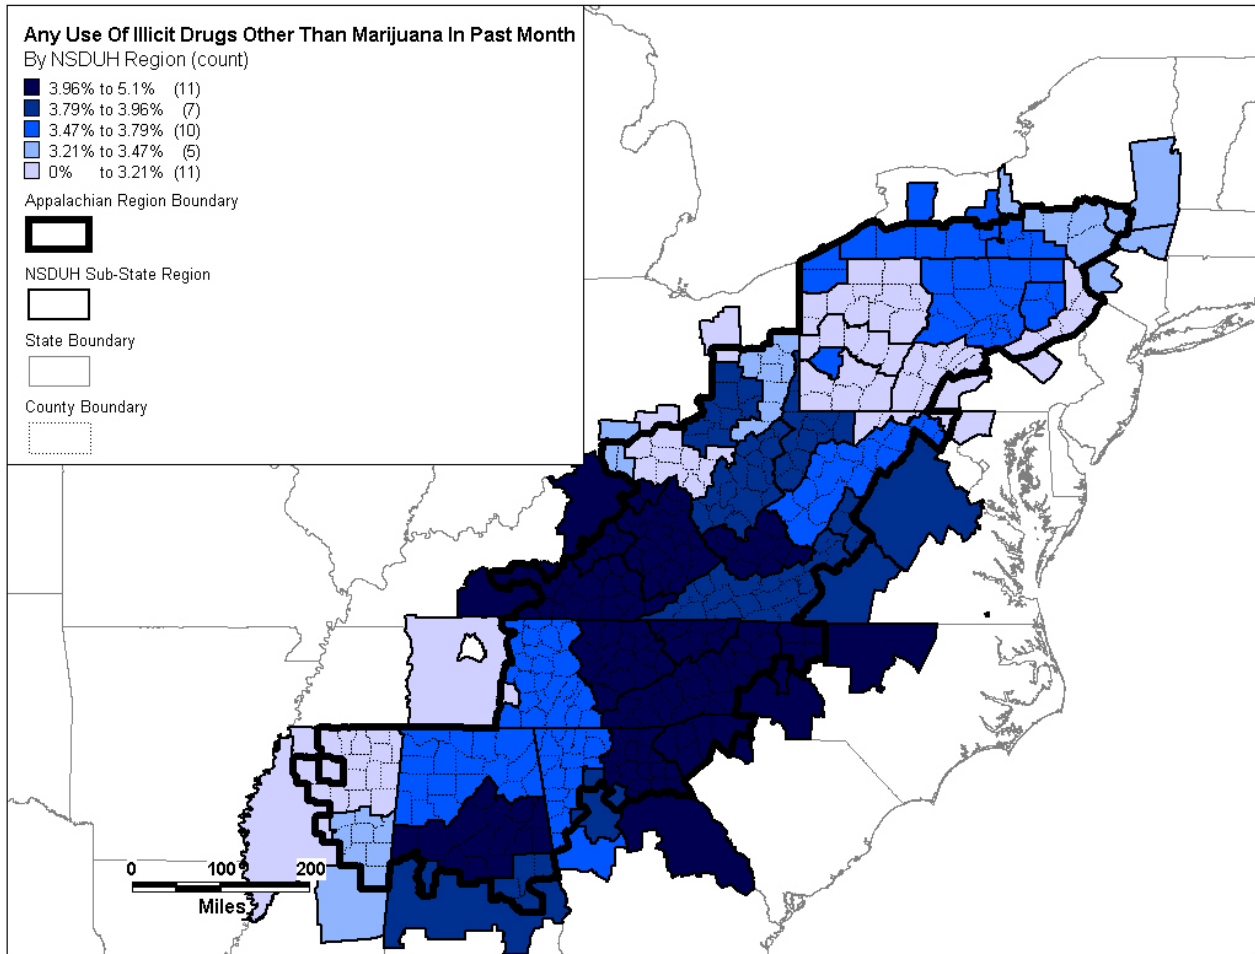 Any Use Of Illicit Drugs Other Than Marijuana In Past Month
By NSDUH Region (count)
3.96% to 5.1% (11)
3.79% to 3.96% (7)
3.47% to 3.79% (10)
3.21% to 3.47% (5)
0% to 3.21% (11)
Appalachian Region Boundary
NSDUH Sub-State Region
State Boundary
County Boundary
0 100 200
Miles